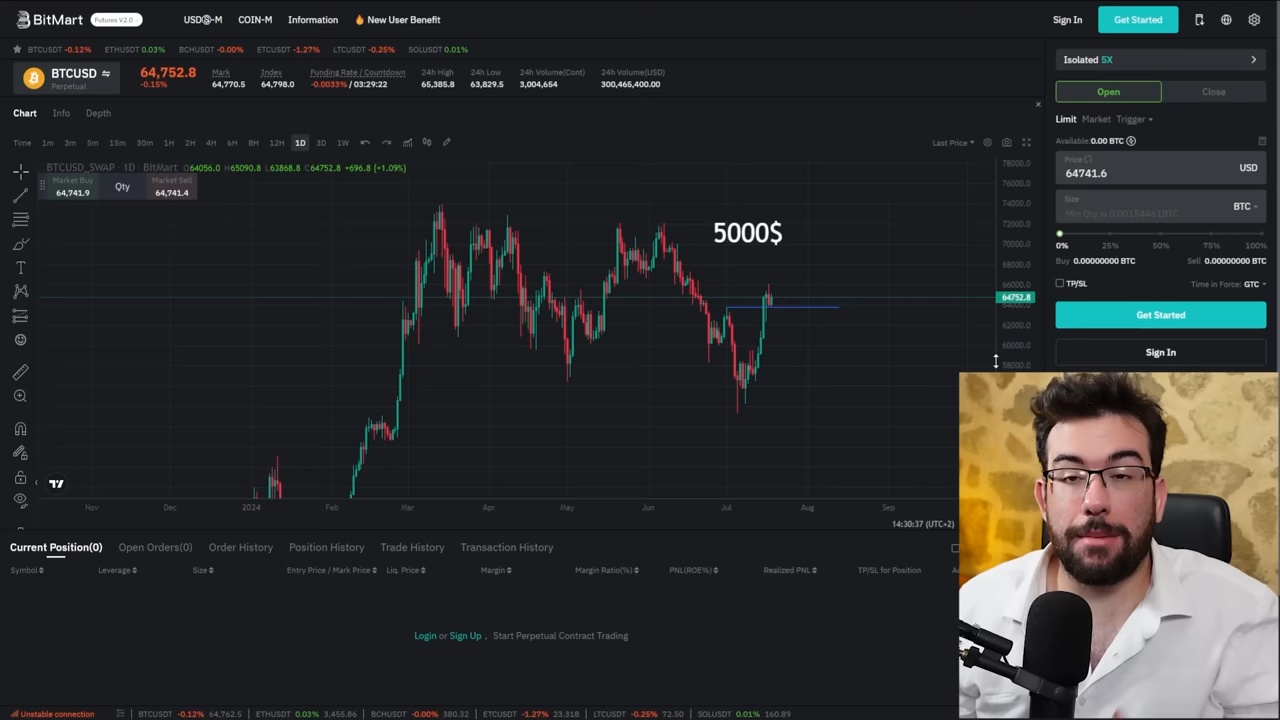 BitMart Futures V2.0 USDⓈ-M COIN-M Information 🔥 New User Benefit Sign In Get Started
BTCUSDT -0.12% ETHUSDT 0.03% BCHUSDT -0.00% ETCUSDT -1.27% LTCUSDT -0.25% SOLUSDT 0.01%
BTCUSD
Perpetual
64,752.8
-0.15%
Mark
64,770.5
Index
64,798.0
Funding Rate / Countdown
-0.0033% / 03:29:22
24h High
65,385.8
24h Low
63,829.5
24h Volume(Cont)
3,004,654
24h Volume(USD)
300,465,400.00
Chart Info Depth
Time 1m 3m 5m 15m 30m 1H 2H 4H 6H 8H 12H 1D 3D 1W
Last Price
BTCUSD_SWAP · 1D · BitMart O64056.0 H65090.8 L63868.8 C64752.8 +696.8 (+1.09%)
Market Buy
64,741.9
Qty
Market Sell
64,741.4
5000$
78000.0
76000.0
74000.0
72000.0
70000.0
68000.0
66000.0
64752.8
64000.0
62000.0
60000.0
58000.0
Nov Dec 2024 Feb Mar Apr May Jun Jul Aug Sep
14:30:37 (UTC+2)
Isolated 5X
Open Close
Limit Market Trigger
Available: 0.00 BTC
Price
64741.6 USD
Size
Min Qty is 0.00154461BTC
BTC
0% 25% 50% 75% 100%
Buy 0.00000000 BTC Sell 0.00000000 BTC
TP/SL Time in Force: GTC
Get Started
Sign In
Current Position(0) Open Orders(0) Order History Position History Trade History Transaction History
Symbol Leverage Size Entry Price / Mark Price Liq. Price Margin Margin Ratio(%) PNL(ROE%) Realized PNL TP/SL for Position
Login or Sign Up , Start Perpetual Contract Trading
Unstable connection BTCUSDT -0.12% 64,762.5 ETHUSDT 0.03% 3,455.86 BCHUSDT -0.00% 380.32 ETCUSDT -1.27% 23.318 LTCUSDT -0.25% 72.50 SOLUSDT 0.01% 160.89